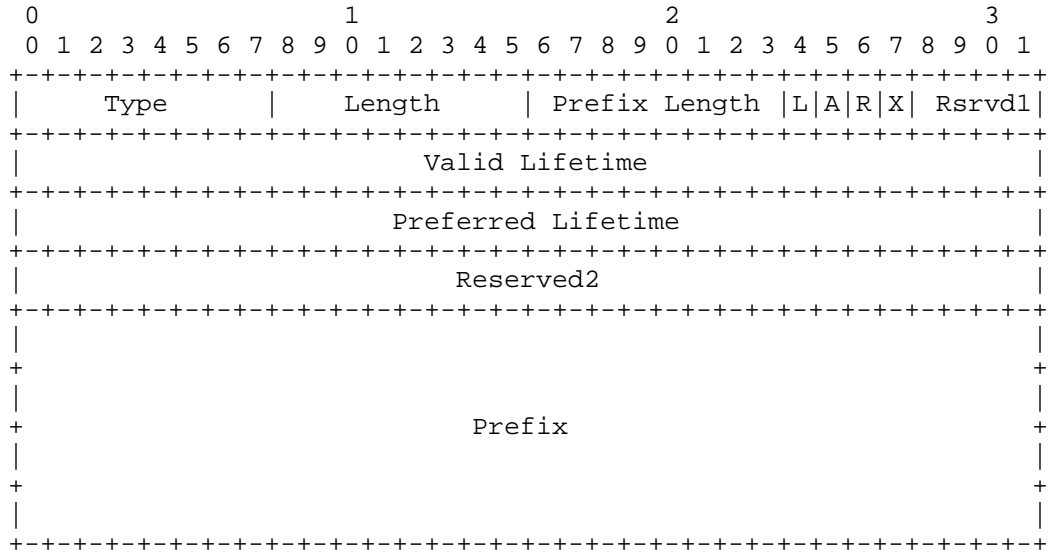 0                   1                   2                   3
 0 1 2 3 4 5 6 7 8 9 0 1 2 3 4 5 6 7 8 9 0 1 2 3 4 5 6 7 8 9 0 1
+-+-+-+-+-+-+-+-+-+-+-+-+-+-+-+-+-+-+-+-+-+-+-+-+-+-+-+-+-+-+-+-+
|     Type      |    Length     | Prefix Length |L|A|R|X| Rsrvd1|
+-+-+-+-+-+-+-+-+-+-+-+-+-+-+-+-+-+-+-+-+-+-+-+-+-+-+-+-+-+-+-+-+
|                         Valid Lifetime                        |
+-+-+-+-+-+-+-+-+-+-+-+-+-+-+-+-+-+-+-+-+-+-+-+-+-+-+-+-+-+-+-+-+
|                       Preferred Lifetime                      |
+-+-+-+-+-+-+-+-+-+-+-+-+-+-+-+-+-+-+-+-+-+-+-+-+-+-+-+-+-+-+-+-+
|                           Reserved2                           |
+-+-+-+-+-+-+-+-+-+-+-+-+-+-+-+-+-+-+-+-+-+-+-+-+-+-+-+-+-+-+-+-+
|                                                               |
+                                                               +
|                                                               |
+                            Prefix                             +
|                                                               |
+                                                               +
|                                                               |
+-+-+-+-+-+-+-+-+-+-+-+-+-+-+-+-+-+-+-+-+-+-+-+-+-+-+-+-+-+-+-+-+